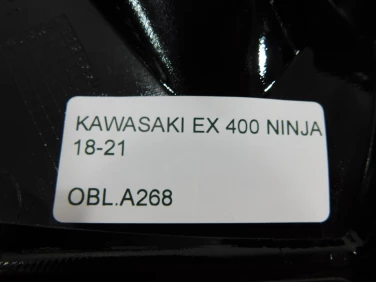 KAWASAKI EX 400 NINJA
18-21
OBL.A268